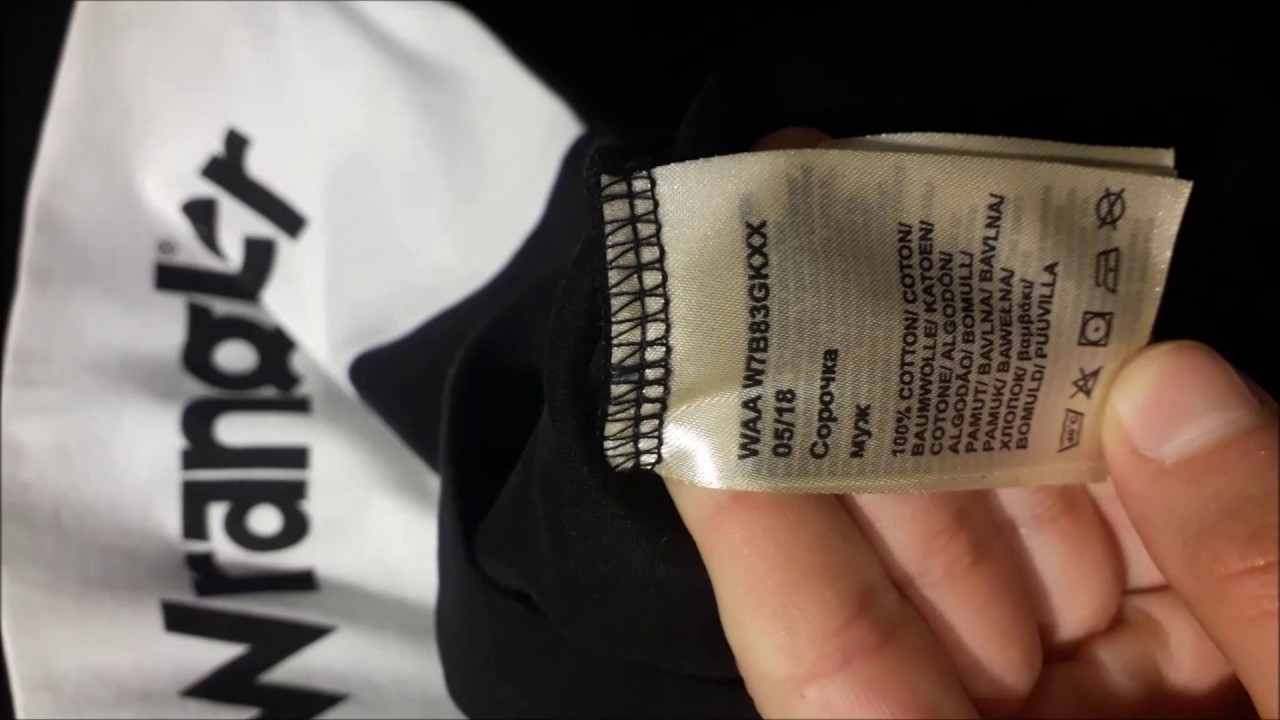 Wrangler
WAA W7B83GKXX
05/18
Сорочка
муж
100% COTTON/ COTON/
BAUMWOLLE/ KATOEN/
COTONE/ ALGODÓN/
ALGODÃO/ BOMULL/
PAMUT/ BAVLNA/ BAVLNA/
PAMUK/ BAWEŁNA/
ХЛОПОК/ βαμβάκι/
BOMULD/ PUUVILLA
40°C